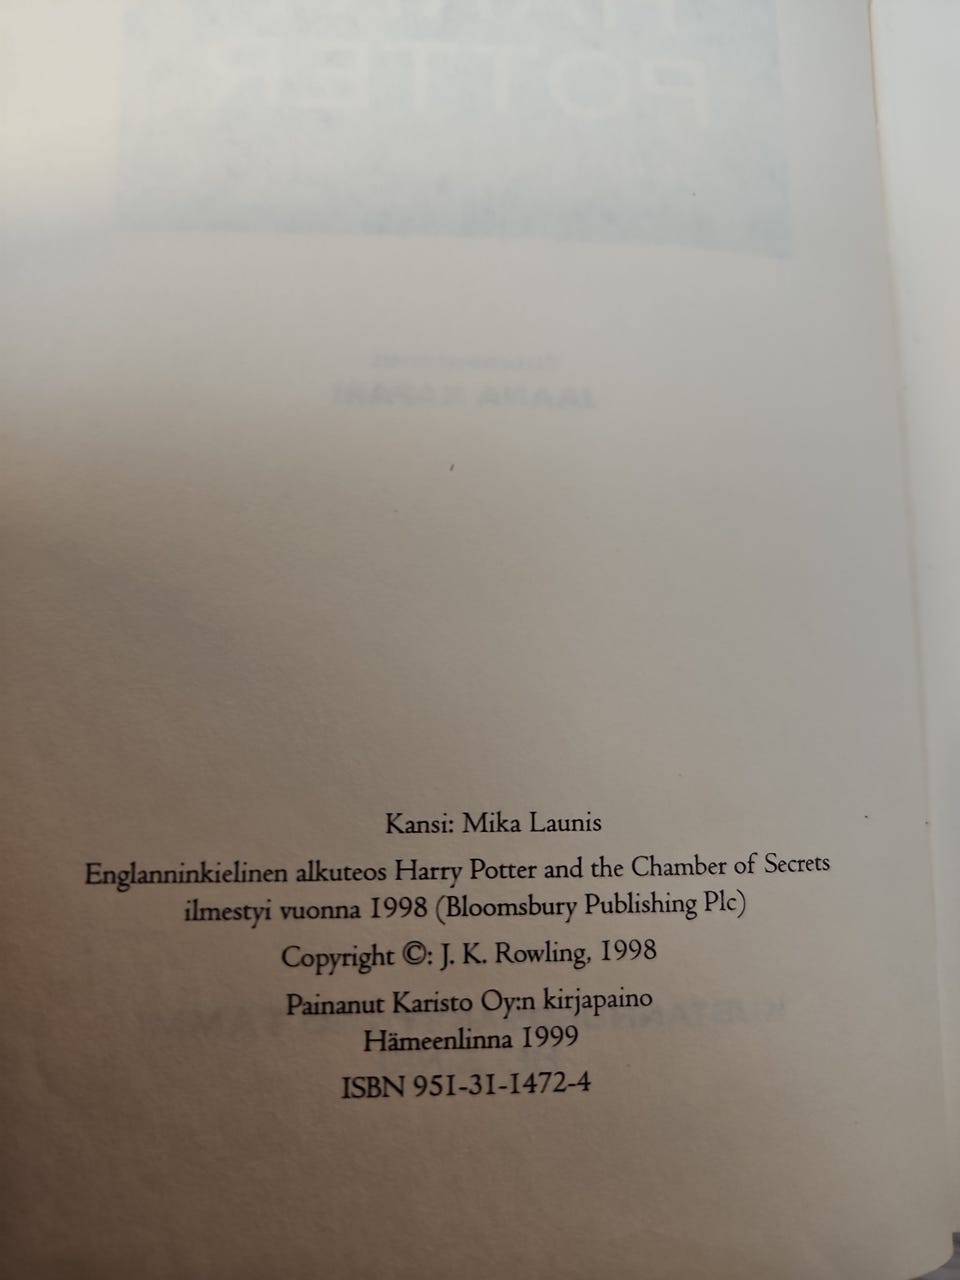 Kansi: Mika Launis
Englanninkielinen alkuteos Harry Potter and the Chamber of Secrets
ilmestyi vuonna 1998 (Bloomsbury Publishing Plc)
Copyright ©: J. K. Rowling, 1998
Painanut Karisto Oy:n kirjapaino
Hämeenlinna 1999
ISBN 951-31-1472-4